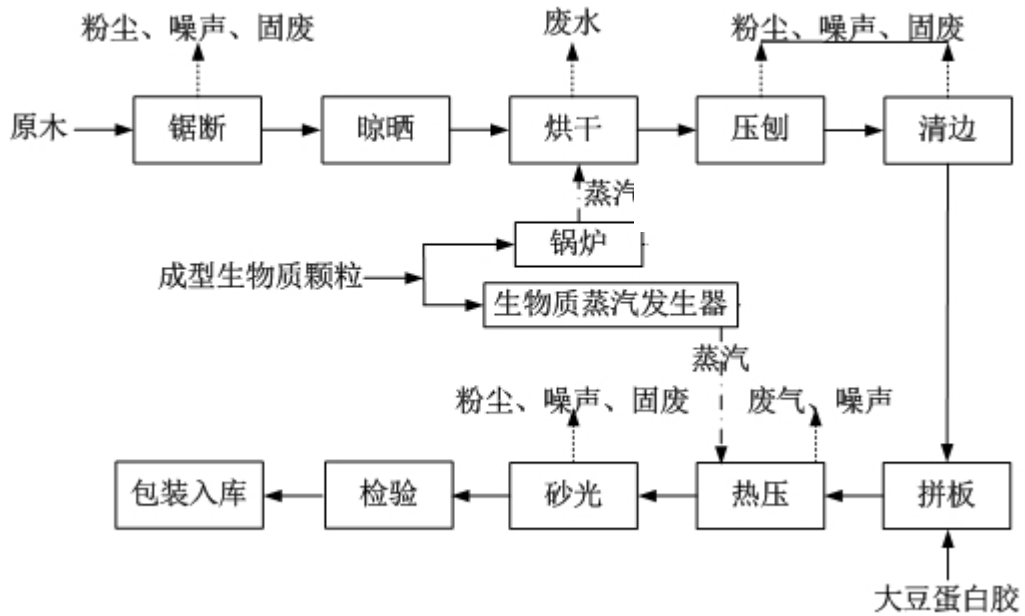 粉尘、噪声、固废
废水
粉尘、噪声、固废
原木
锯断
晾晒
烘干
压刨
清边
蒸汽
锅炉
成型生物质颗粒
生物质蒸汽发生器
蒸汽
粉尘、噪声、固废
废气、噪声
包装入库
检验
砂光
热压
拼板
大豆蛋白胶